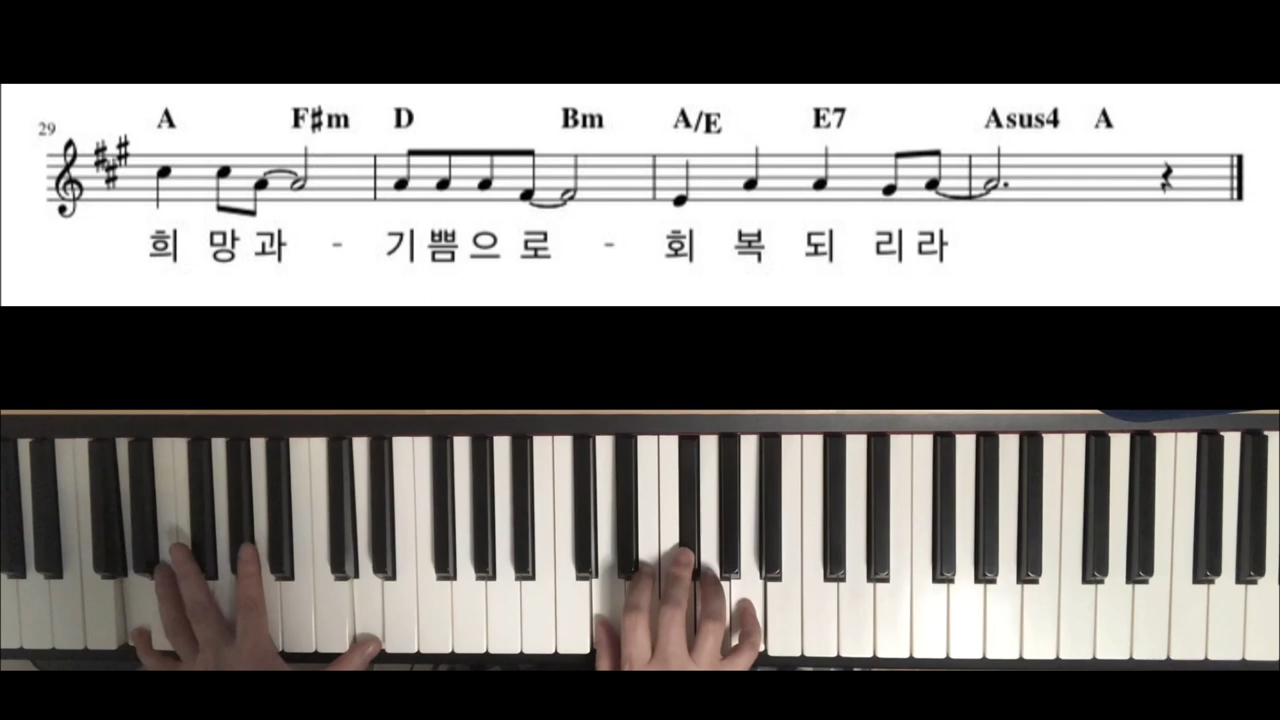 29 A F♯m D Bm A/E E7 Asus4 A
희 망 과 - 기 쁨 으 로 - 회 복 되 리 라